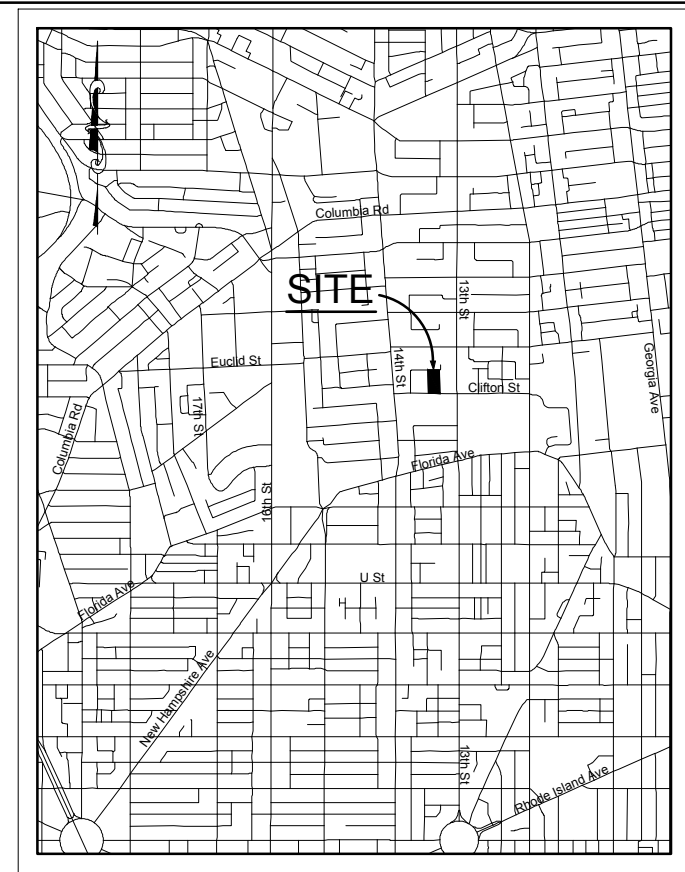 Columbia Rd
SITE
13th St
14th St
Georgia Ave
Euclid St
Clifton St
17th St
Columbia Rd
Florida Ave
16th St
U St
Florida Ave
New Hampshire Ave
13th St
Rhode Island Ave